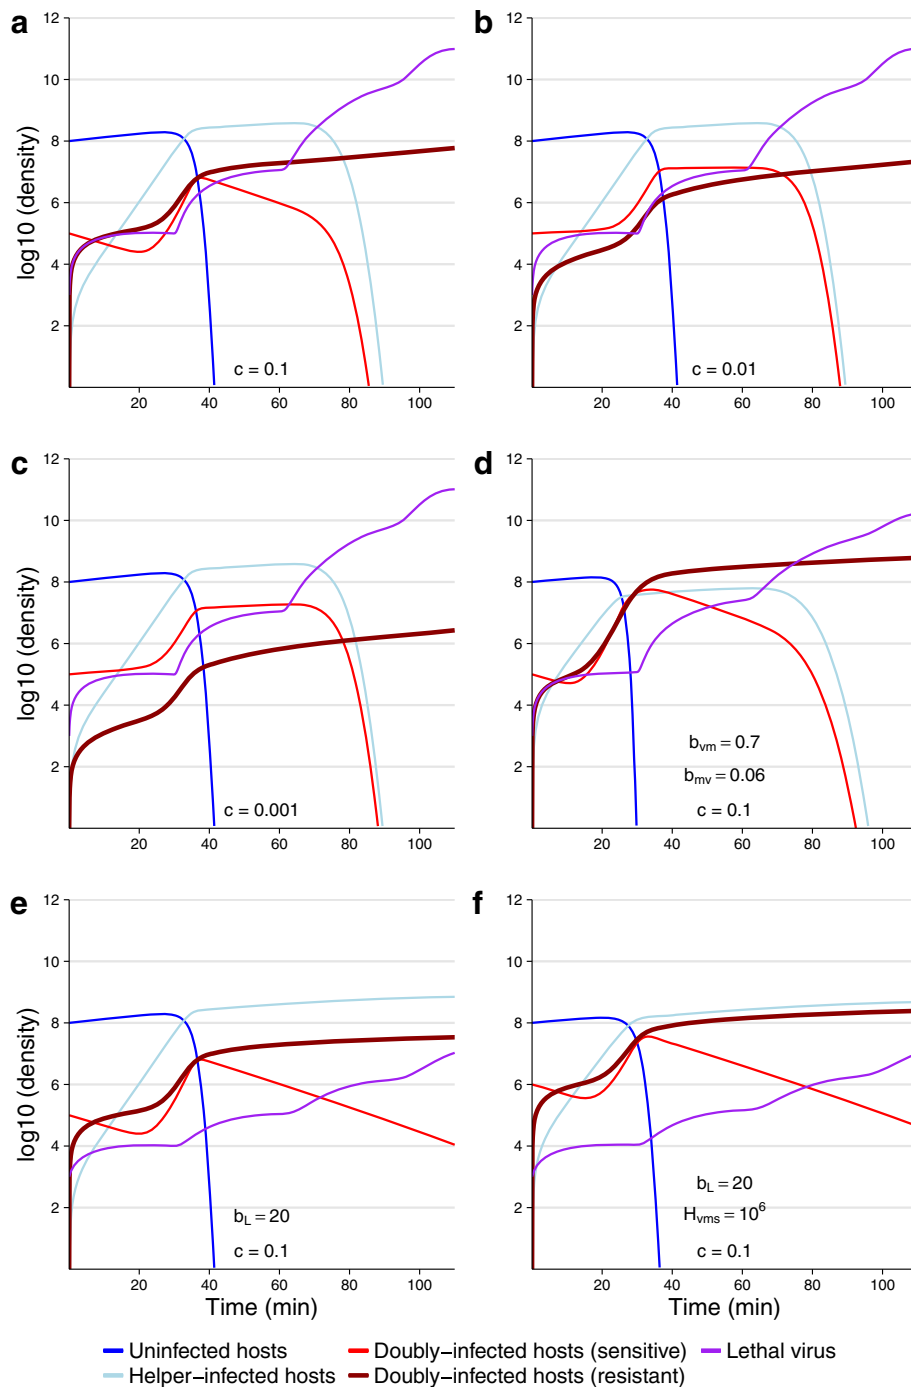 a
b
12
10
8
6
4
2
log10 (density)
c = 0.1
20 40 60 80 100
12
10
8
6
4
2
c = 0.01
20 40 60 80 100
c
d
12
10
8
6
4
2
log10 (density)
c = 0.001
20 40 60 80 100
12
10
8
6
4
2
b_vm = 0.7
b_mv = 0.06
c = 0.1
20 40 60 80 100
e
f
12
10
8
6
4
2
log10 (density)
b_L = 20
c = 0.1
20 40 60 80 100
Time (min)
12
10
8
6
4
2
b_L = 20
H_vms = 10^6
c = 0.1
20 40 60 80 100
Time (min)
Uninfected hosts
Doubly−infected hosts (sensitive)
Lethal virus
Helper−infected hosts
Doubly−infected hosts (resistant)